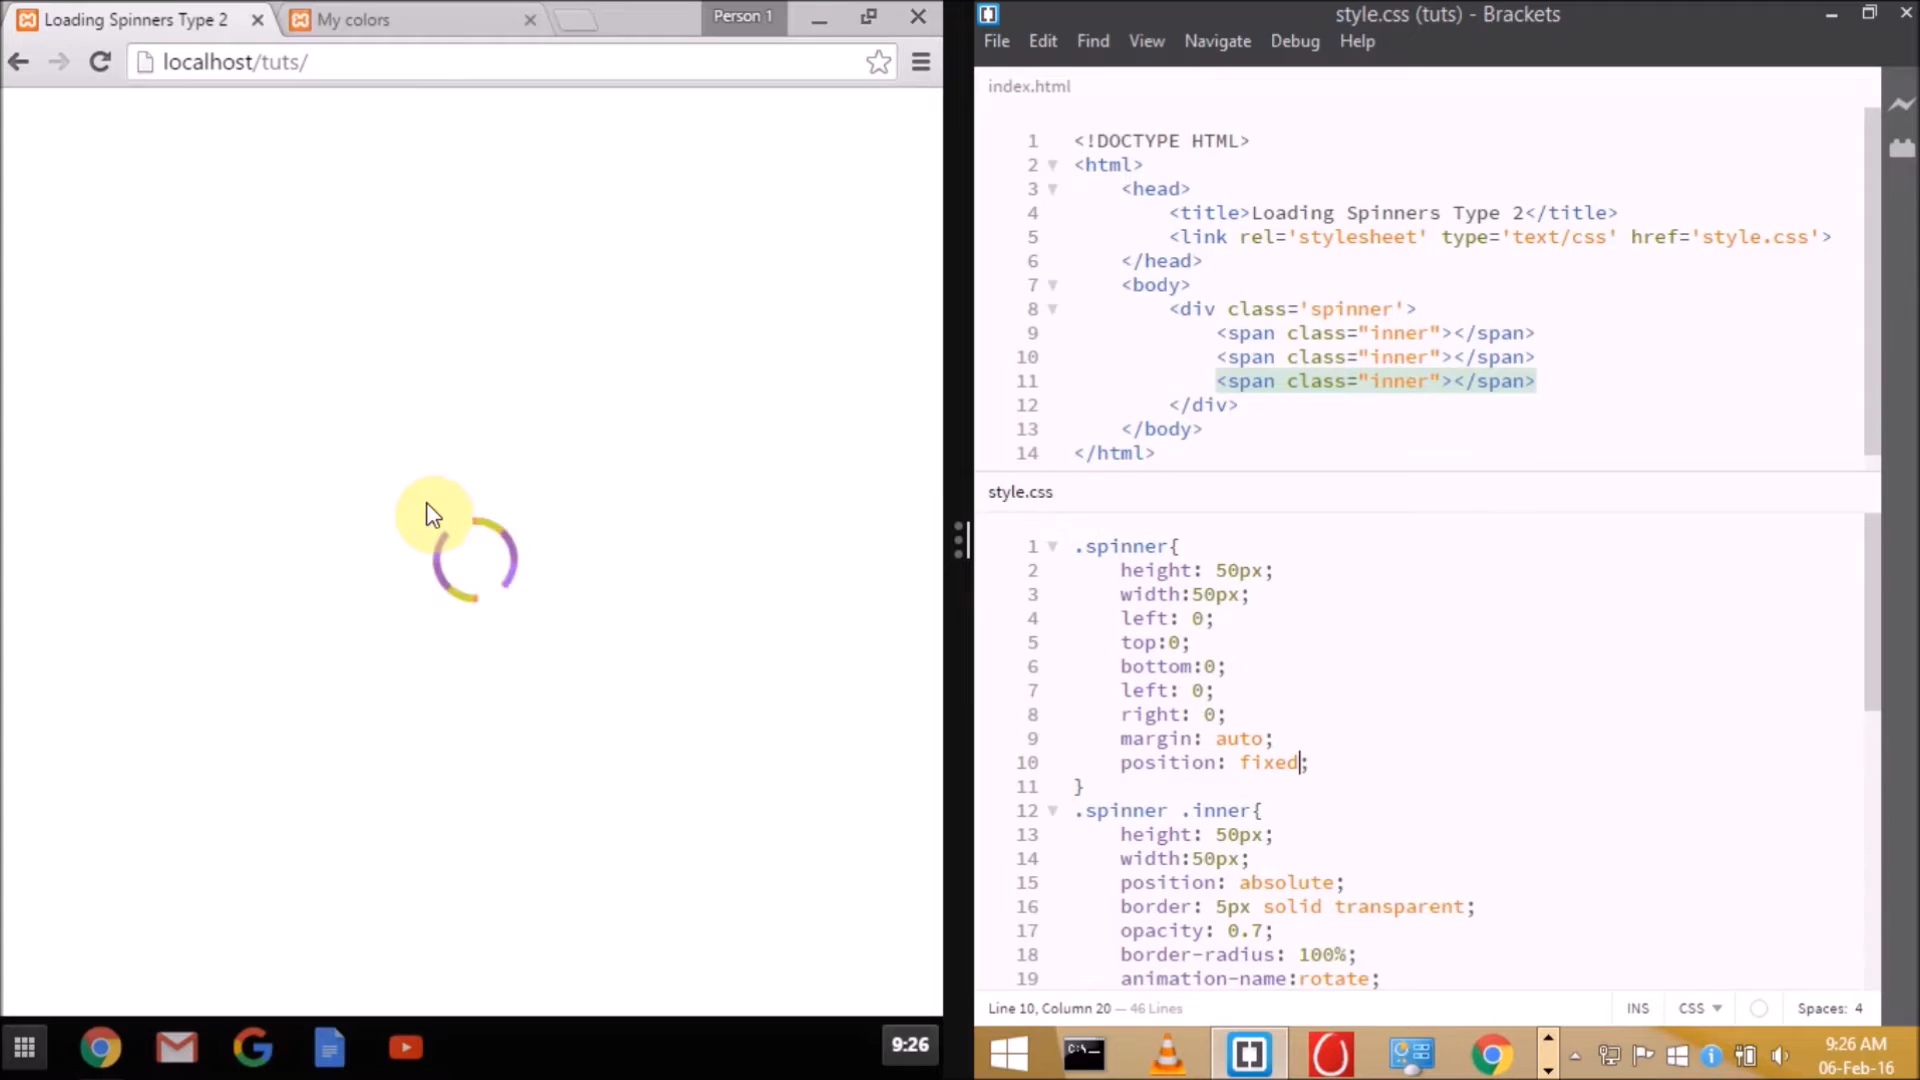 Loading Spinners Type 2
My colors
Person 1
localhost/tuts/
style.css (tuts) - Brackets
File Edit Find View Navigate Debug Help
index.html
1 <!DOCTYPE HTML>
2 <html>
3 <head>
4 <title>Loading Spinners Type 2</title>
5 <link rel='stylesheet' type='text/css' href='style.css'>
6 </head>
7 <body>
8 <div class='spinner'>
9 <span class="inner"></span>
10 <span class="inner"></span>
11 <span class="inner"></span>
12 </div>
13 </body>
14 </html>
style.css
1 .spinner{
2 height: 50px;
3 width:50px;
4 left: 0;
5 top:0;
6 bottom:0;
7 left: 0;
8 right: 0;
9 margin: auto;
10 position: fixed;
11 }
12 .spinner .inner{
13 height: 50px;
14 width:50px;
15 position: absolute;
16 border: 5px solid transparent;
17 opacity: 0.7;
18 border-radius: 100%;
19 animation-name:rotate;
Line 10, Column 20 — 46 Lines
INS CSS Spaces: 4
9:26
C:\—
9:26 AM
06-Feb-16